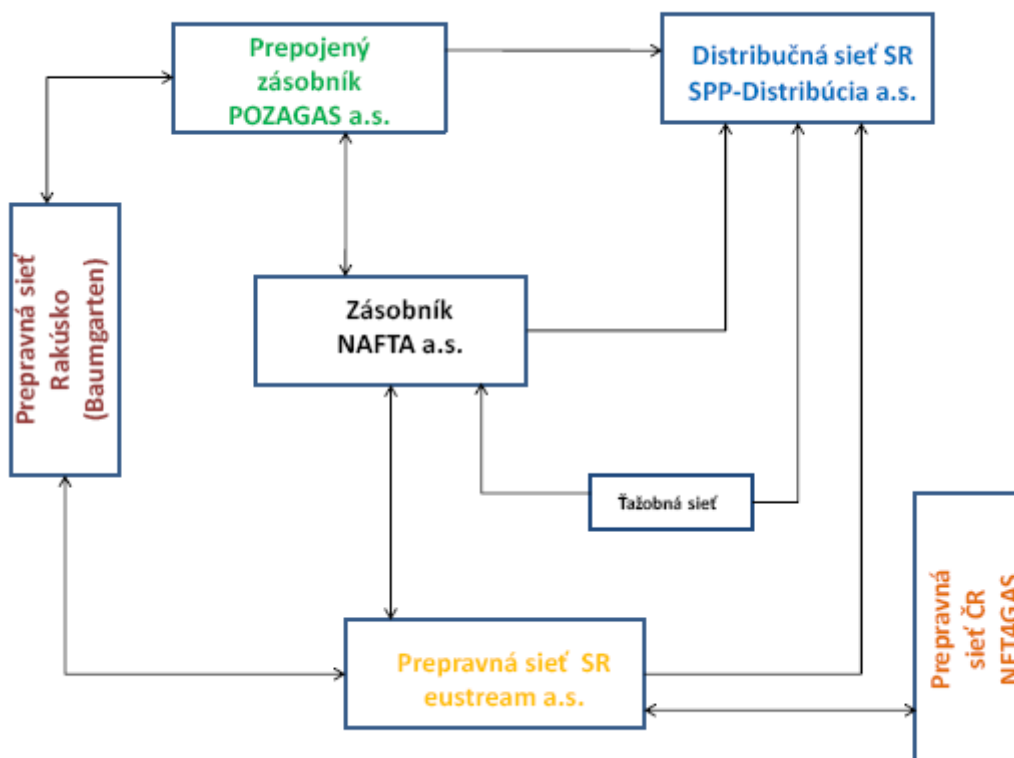 Prepojený
zásobník
POZAGAS a.s.
Distribučná sieť SR
SPP-Distribúcia a.s.
Prepravná sieť
Rakúsko
(Baumgarten)
Zásobník
NAFTA a.s.
Ťažobná sieť
Prepravná sieť SR
eustream a.s.
Prepravná
sieť ČR
NET4GAS